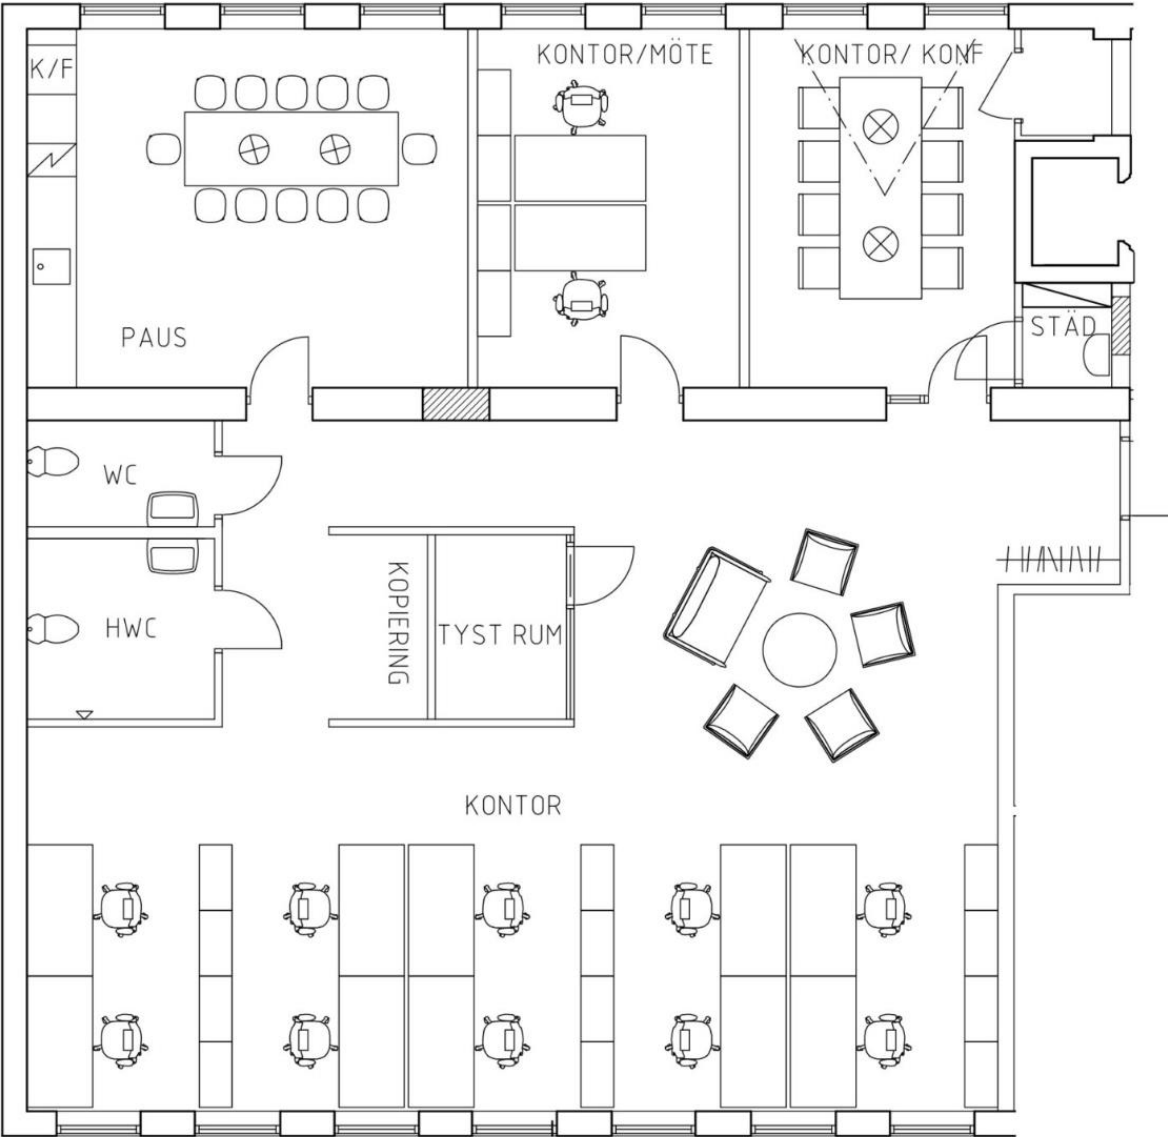 KONTOR/MÖTE
KONTOR/ KONF
K/F
PAUS
STÄD
WC
KOPIERING
HWC
TYST RUM
KONTOR